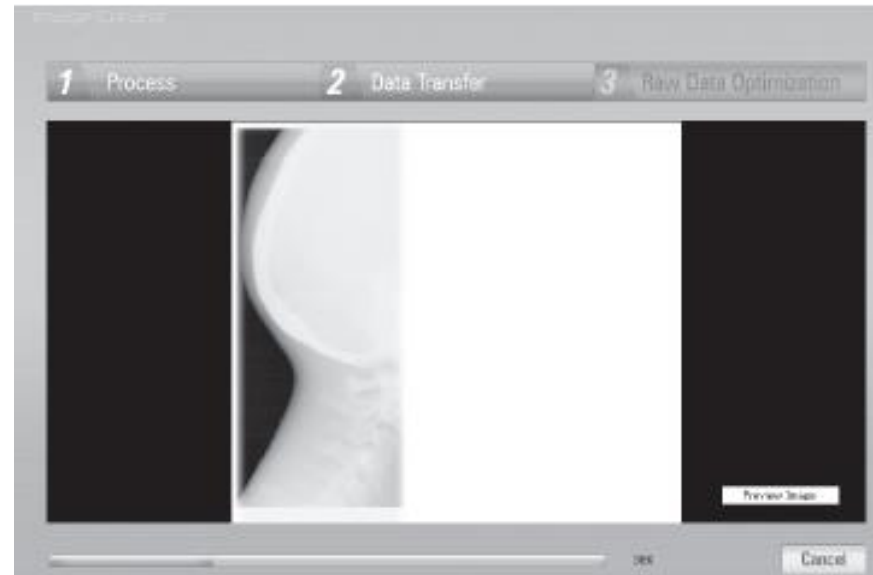 1 Process 2 Data Transfer 3 Raw Data Optimization
Preview Image
Cancel